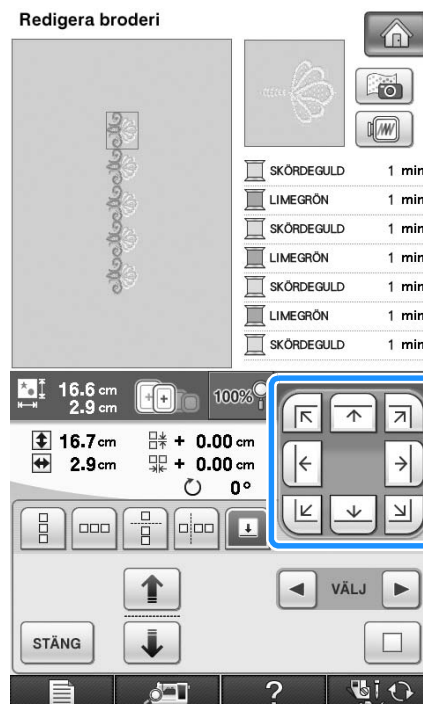 Redigera broderi
SKÖRDEGULD 1 min
LIMEGRÖN 1 min
SKÖRDEGULD 1 min
LIMEGRÖN 1 min
SKÖRDEGULD 1 min
LIMEGRÖN 1 min
SKÖRDEGULD 1 min
16.6 cm
2.9 cm
100%
16.7 cm + 0.00 cm
2.9 cm + 0.00 cm
0°
VÄLJ
STÄNG
?